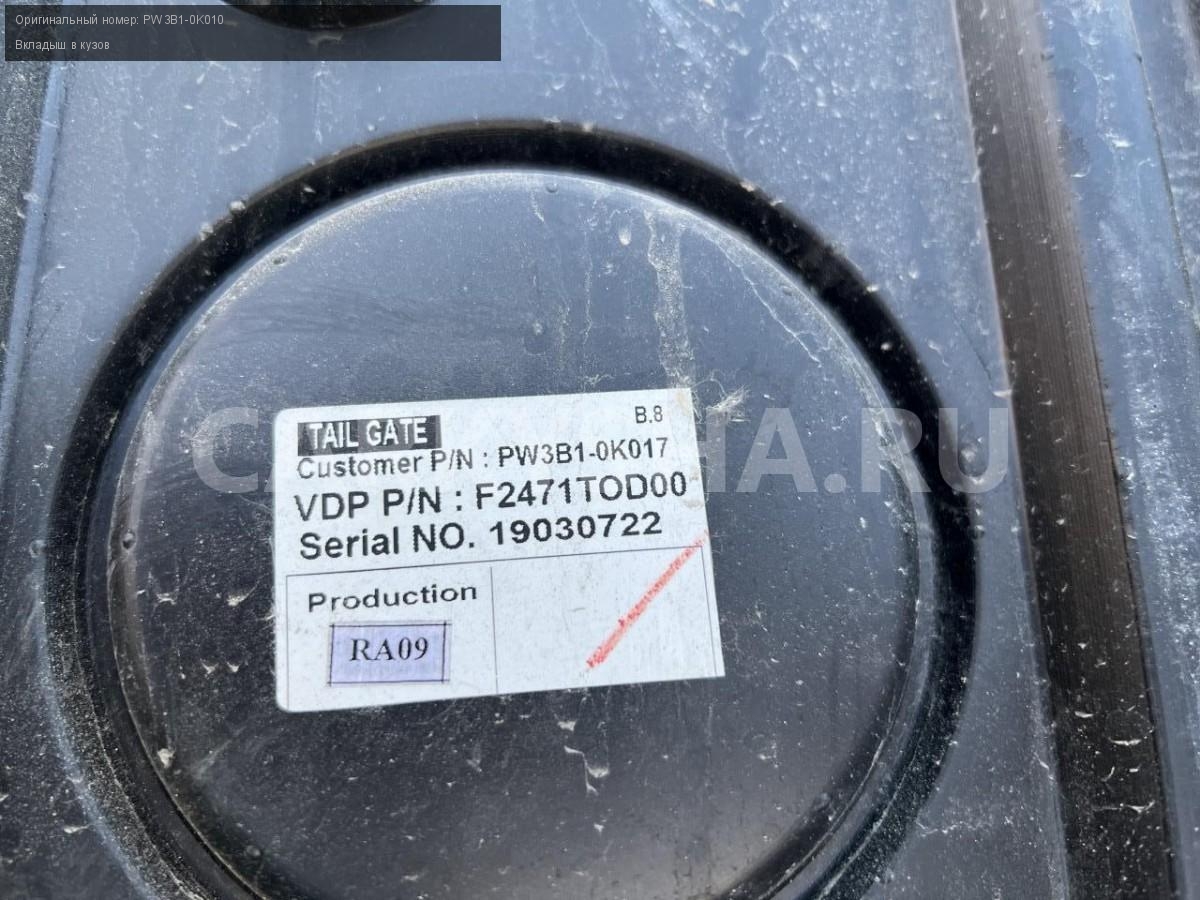 Оригинальный номер: PW3B1-0K010
Вкладыш в кузов
B.8
TAIL GATE
Customer P/N : PW3B1-0K017
VDP P/N : F2471TOD00
Serial NO. 19030722
Production
RA09